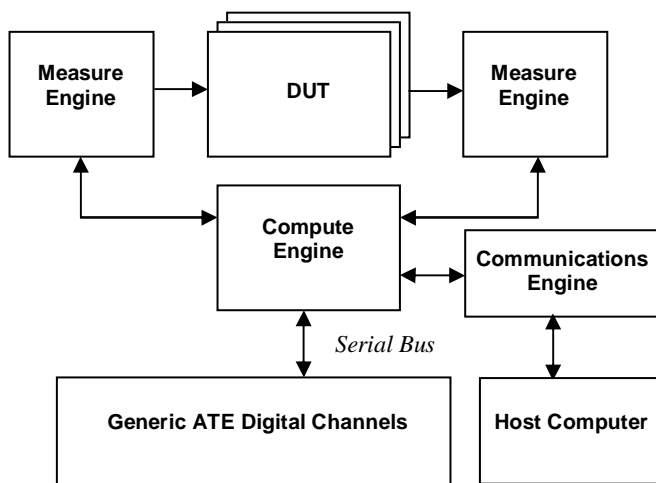 Measure
Engine
DUT
Measure
Engine
Compute
Engine
Communications
Engine
Serial Bus
Generic ATE Digital Channels
Host Computer